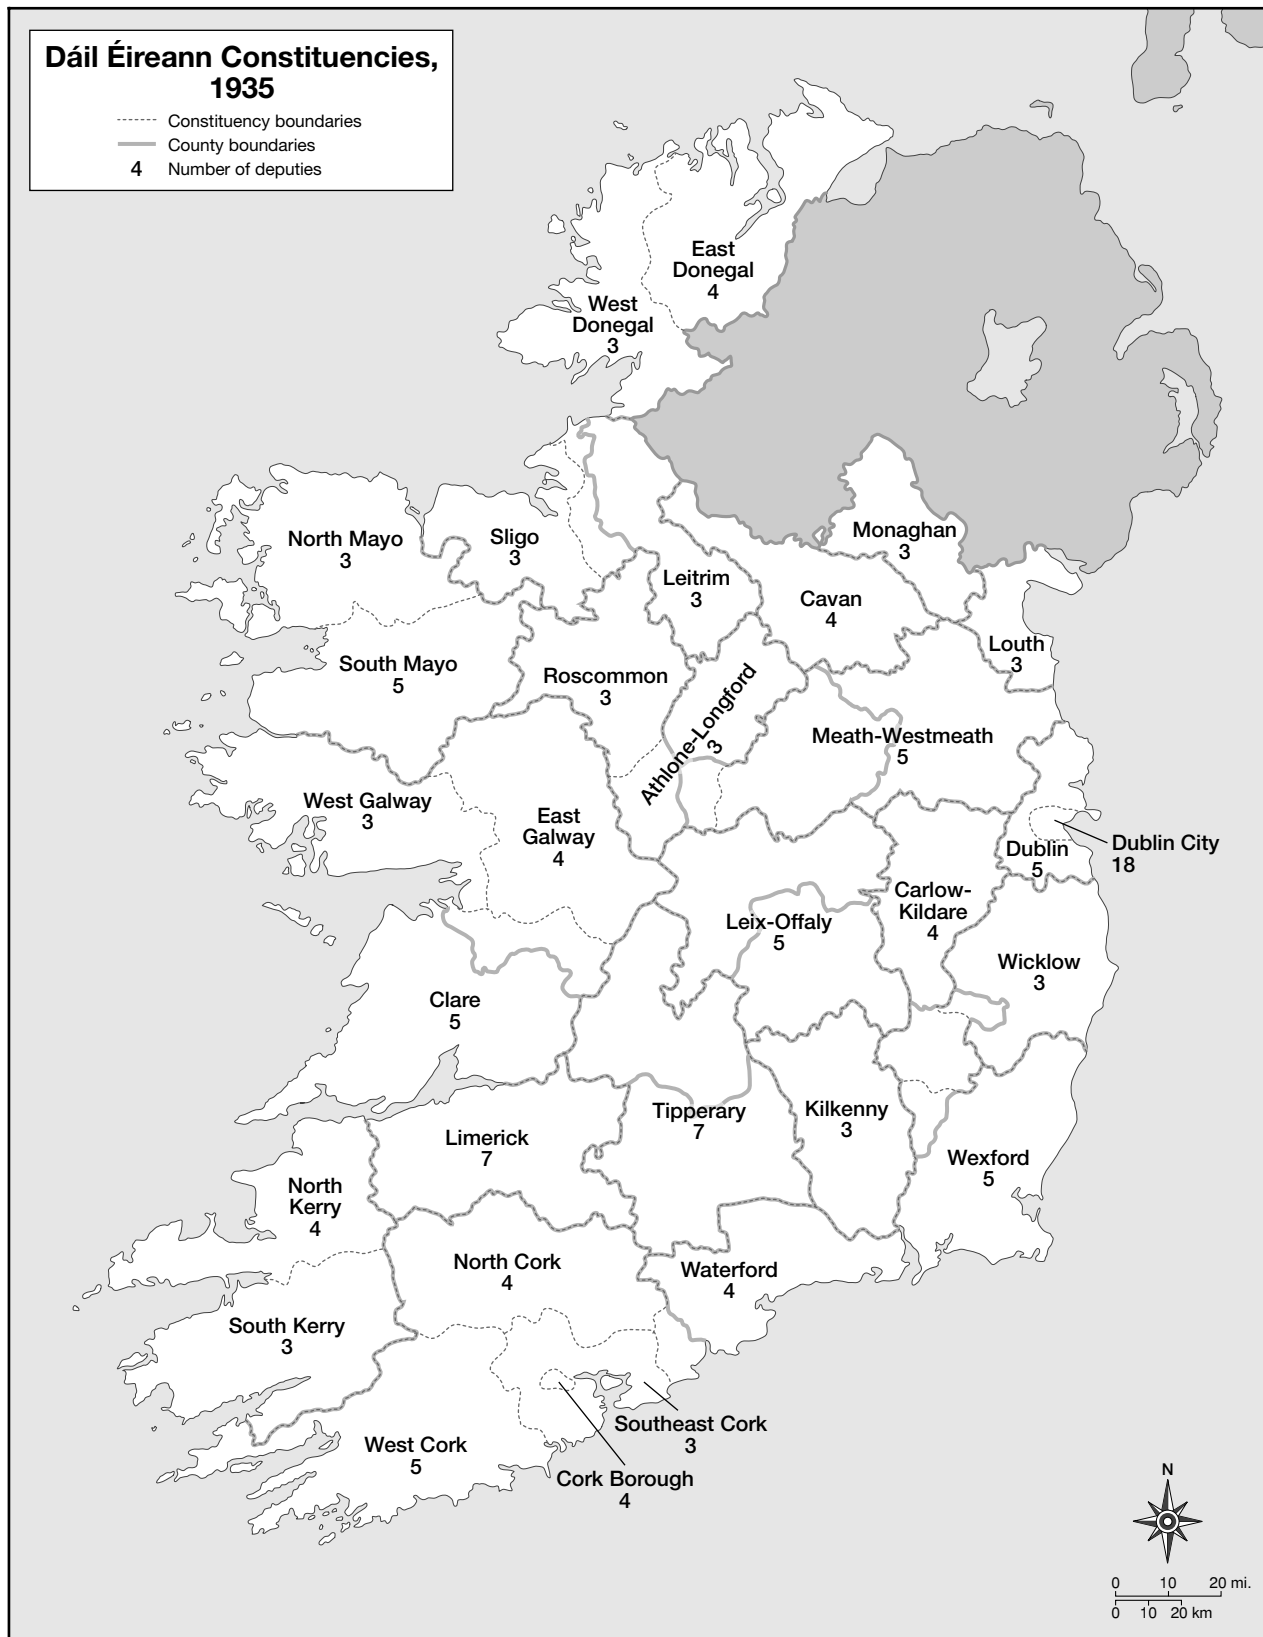 Dáil Éireann Constituencies,
1935
Constituency boundaries
County boundaries
4 Number of deputies
East
Donegal
4
West
Donegal
3
North Mayo
3
Sligo
3
Monaghan
3
Leitrim
3
Cavan
4
Louth
3
South Mayo
5
Roscommon
3
Athlone-Longford
3
Meath-Westmeath
5
West Galway
3
East
Galway
4
Dublin
5
Dublin City
18
Carlow-
Kildare
4
Leix-Offaly
5
Wicklow
3
Clare
5
Tipperary
7
Kilkenny
3
Limerick
7
Wexford
5
North
Kerry
4
North Cork
4
Waterford
4
South Kerry
3
Southeast Cork
3
West Cork
5
Cork Borough
4
N
0 10 20 mi.
0 10 20 km